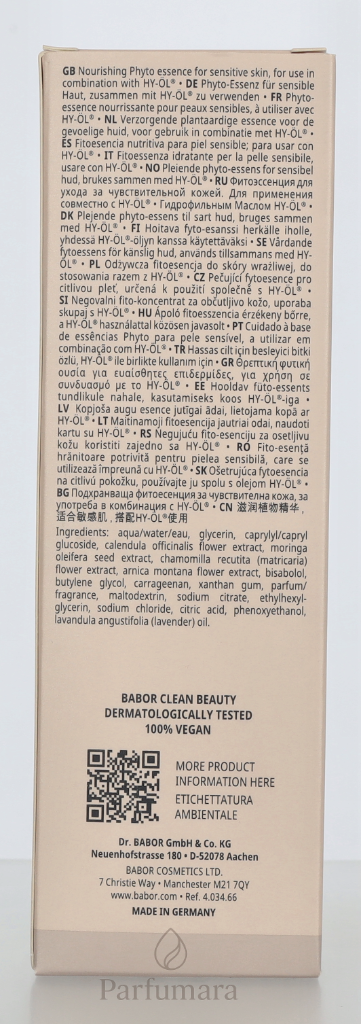 GB Nourishing Phyto essence for sensitive skin, for use in
combination with HY-ÖL® • DE Phyto-Essenz für sensible
Haut, zusammen mit HY-ÖL® zu verwenden • FR Phyto-
essence nourrissante pour peaux sensibles, à utiliser avec
HY-ÖL® • NL Verzorgende plantaardige essence voor de
gevoelige huid, voor gebruik in combinatie met HY-ÖL® •
ES Fitoesencia nutritiva para piel sensible; para usar con
HY-ÖL® • IT Fitoessenza idratante per la pelle sensibile,
usare con HY-ÖL® • NO Pleiende phyto-essens for sensibel
hud, brukes sammen med HY-ÖL® • RU Фитоэссенция для
ухода за чувствительной кожей. Для применения
совместно с HY-ÖL® • Гидрофильным Маслом HY-ÖL® •
DK Plejende phyto-essens til sart hud, bruges sammen
med HY-ÖL® • FI Hoitava fyto-esanssi herkälle iholle,
yhdessä HY-ÖL®-öljyn kanssa käytettäväksi • SE Vårdande
fytoessens för känslig hud, används tillsammans med HY-
ÖL® • PL Odżywcza fitoesencja do skóry wrażliwej, do
stosowania razem z HY-ÖL® • CZ Pečující fytoesence pro
citlivou pleť, určená k použití společně s HY-ÖL® •
SI Negovalni fito-koncentrat za občutljivo kožo, uporaba
skupaj s HY-ÖL® • HU Ápoló fitoesszencia érzékeny bőrre,
a HY-ÖL® használattal közösen javasolt • PT Cuidado à base
de essências Phyto para pele sensível, a utilizar em
combinação com HY-ÖL® • TR Hassas cilt için besleyici bitki
özlü, HY-ÖL® ile birlikte kullanım için • GR Θρεπτική φυτική
ουσία για ευαίσθητες επιδερμίδες, για χρήση σε
συνδυασμό με το HY-ÖL® • EE Hooldav füto-essents
tundlikule nahale, kasutamiseks koos HY-ÖL®-iga •
LV Kopjoša augu esence jutīgai ādai, lietojama kopā ar
HY-ÖL® • LT Maitinamoji fitoesencija jautriai odai, naudoti
kartu su HY-ÖL® • RS Negujuću fito-esenciju za osetljivu
kožu koristiti zajedno sa HY-ÖL® • RO Fito-esență
hrănitoare potrivită pentru pielea sensibilă, care se
utilizează împreună cu HY-ÖL® • SK Ošetrujúca fytoesencia
na citlivú pokožku, používajte ju spolu s olejom HY-ÖL® •
BG Подхранваща фитоесенция за чувствителна кожа, за
употреба в комбинация с HY-ÖL® • CN 滋润植物精华，
适合敏感肌，搭配HY-ÖL®使用
Ingredients: aqua/water/eau, glycerin, caprylyl/capryl
glucoside, calendula officinalis flower extract, moringa
oleifera seed extract, chamomilla recutita (matricaria)
flower extract, arnica montana flower extract, bisabolol,
butylene glycol, carrageenan, xanthan gum, parfum/
fragrance, maltodextrin, sodium citrate, ethylhexyl-
glycerin, sodium chloride, citric acid, phenoxyethanol,
lavandula angustifolia (lavender) oil.
BABOR CLEAN BEAUTY
DERMATOLOGICALLY TESTED
100% VEGAN
MORE PRODUCT
INFORMATION HERE
ETICHETTATURA
AMBIENTALE
Dr. BABOR GmbH & Co. KG
Neuenhofstrasse 180 • D-52078 Aachen
BABOR COSMETICS LTD.
7 Christie Way • Manchester M21 7QY
www.babor.com • Ref. 4.034.66
MADE IN GERMANY
Parfumara